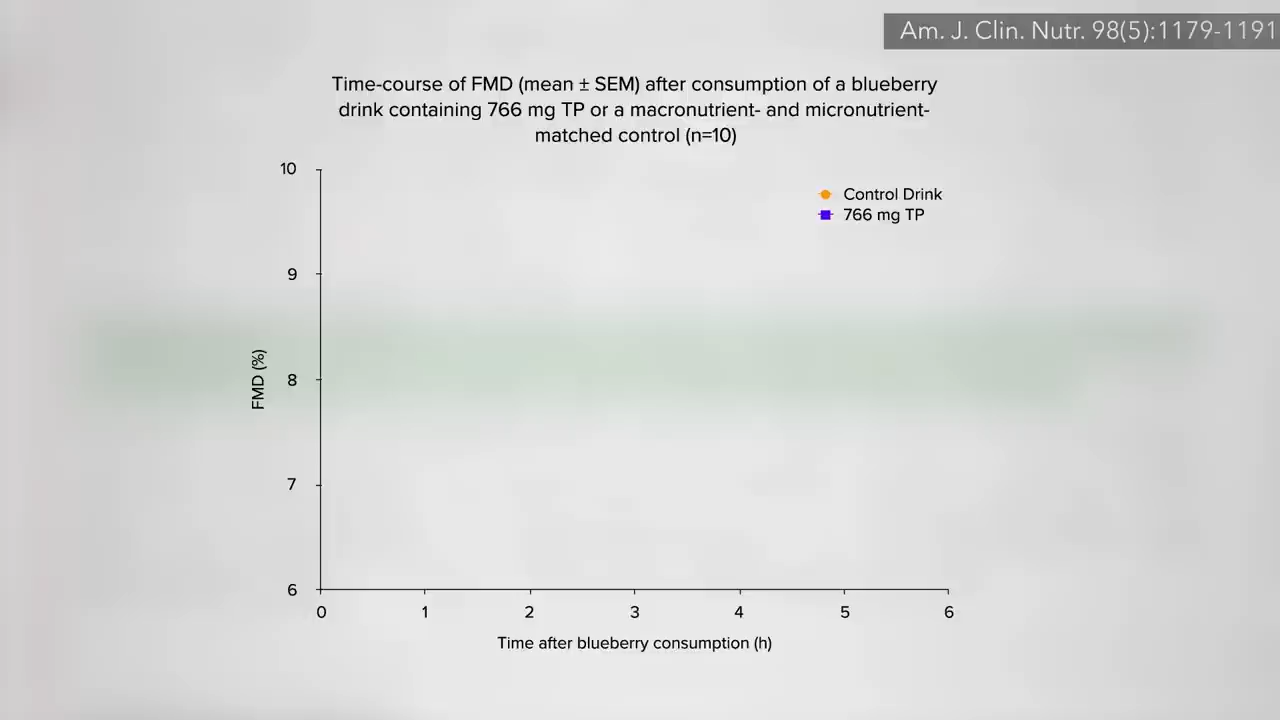 Am. J. Clin. Nutr. 98(5):1179-1191
Time-course of FMD (mean ± SEM) after consumption of a blueberry
drink containing 766 mg TP or a macronutrient- and micronutrient-
matched control (n=10)
10
Control Drink
766 mg TP
9
FMD (%)
8
7
6
0 1 2 3 4 5 6
Time after blueberry consumption (h)